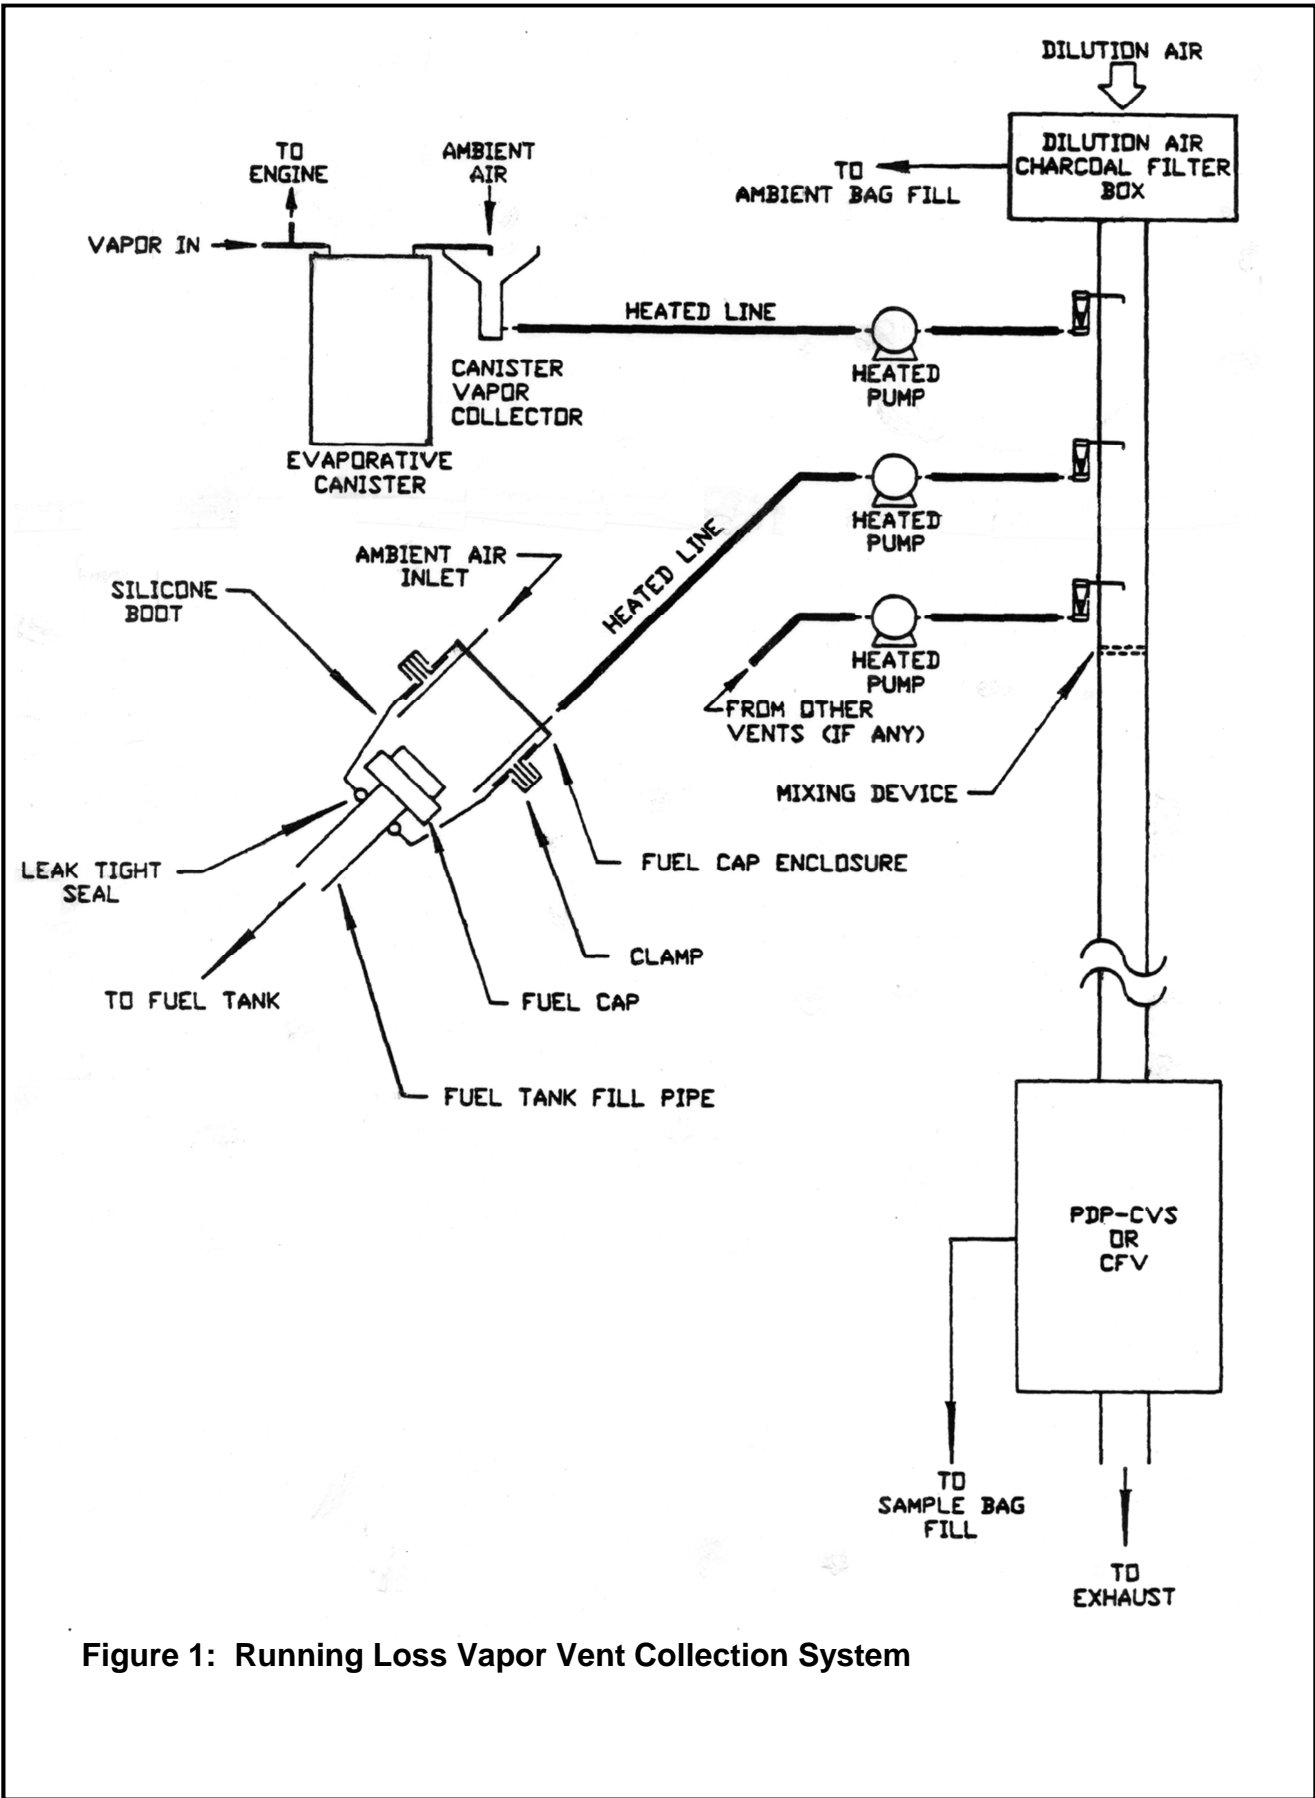 DILUTION AIR
DILUTION AIR
CHARCOAL FILTER
BOX
TO
AMBIENT BAG FILL
TO
ENGINE
AMBIENT
AIR
VAPOR IN
HEATED LINE
CANISTER
VAPOR
COLLECTOR
HEATED
PUMP
EVAPORATIVE
CANISTER
HEATED LINE
HEATED
PUMP
AMBIENT AIR
INLET
SILICONE
BOOT
HEATED
PUMP
FROM OTHER
VENTS (IF ANY)
MIXING DEVICE
LEAK TIGHT
SEAL
FUEL CAP ENCLOSURE
CLAMP
TO FUEL TANK
FUEL CAP
FUEL TANK FILL PIPE
PDP-CVS
OR
CFV
TO
SAMPLE BAG
FILL
TO
EXHAUST
Figure 1: Running Loss Vapor Vent Collection System